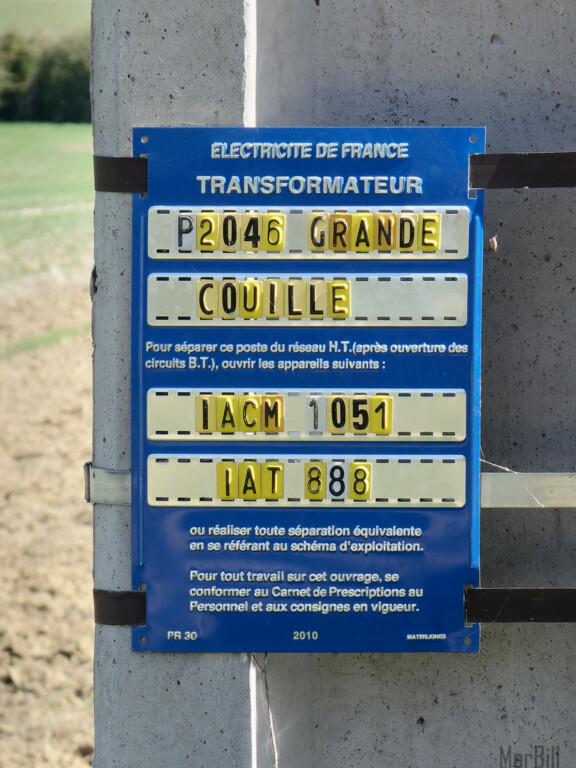 ELECTRICITE DE FRANCE
TRANSFORMATEUR
P2046 GRANDE
COUILLE
Pour séparer ce poste du réseau H.T.(après ouverture des
circuits B.T.), ouvrir les appareils suivants :
IACM 1051
IAT 888
ou réaliser toute séparation équivalente
en se référant au schéma d'exploitation.
Pour tout travail sur cet ouvrage, se
conformer au Carnet de Prescriptions au
Personnel et aux consignes en vigueur.
PR 30 2010 MATERLIGNES
MarBili